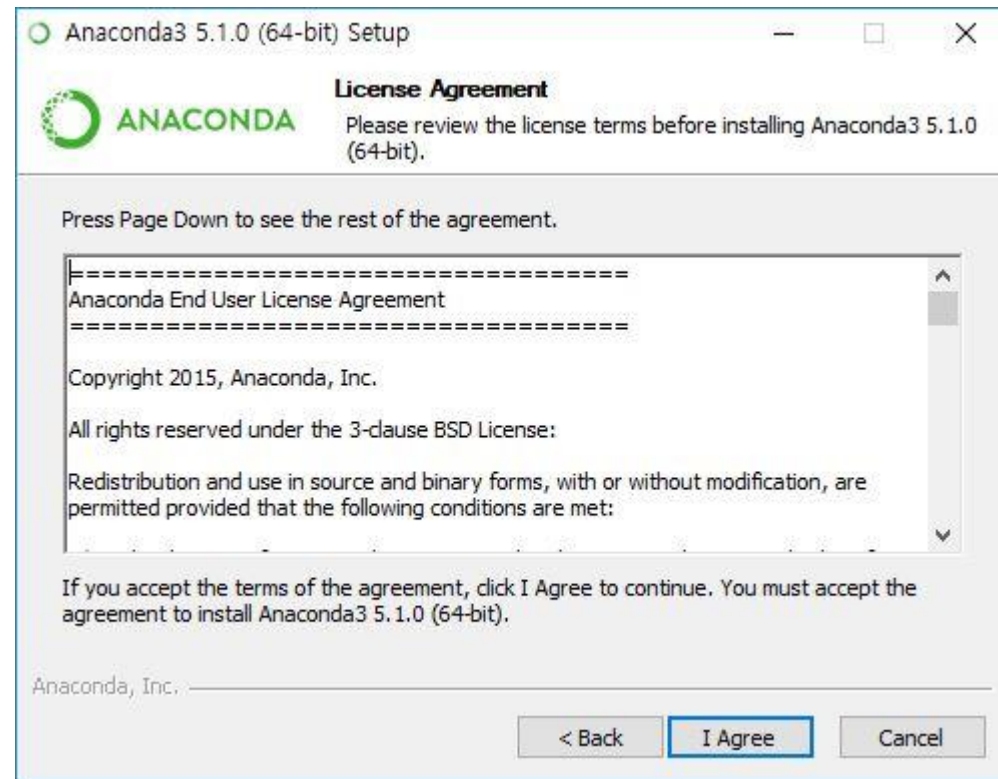 Anaconda3 5.1.0 (64-bit) Setup
ANACONDA
License Agreement
Please review the license terms before installing Anaconda3 5.1.0
(64-bit).
Press Page Down to see the rest of the agreement.
===================================
Anaconda End User License Agreement
===================================
Copyright 2015, Anaconda, Inc.
All rights reserved under the 3-clause BSD License:
Redistribution and use in source and binary forms, with or without modification, are
permitted provided that the following conditions are met:
If you accept the terms of the agreement, click I Agree to continue. You must accept the
agreement to install Anaconda3 5.1.0 (64-bit).
Anaconda, Inc.
< Back
I Agree
Cancel